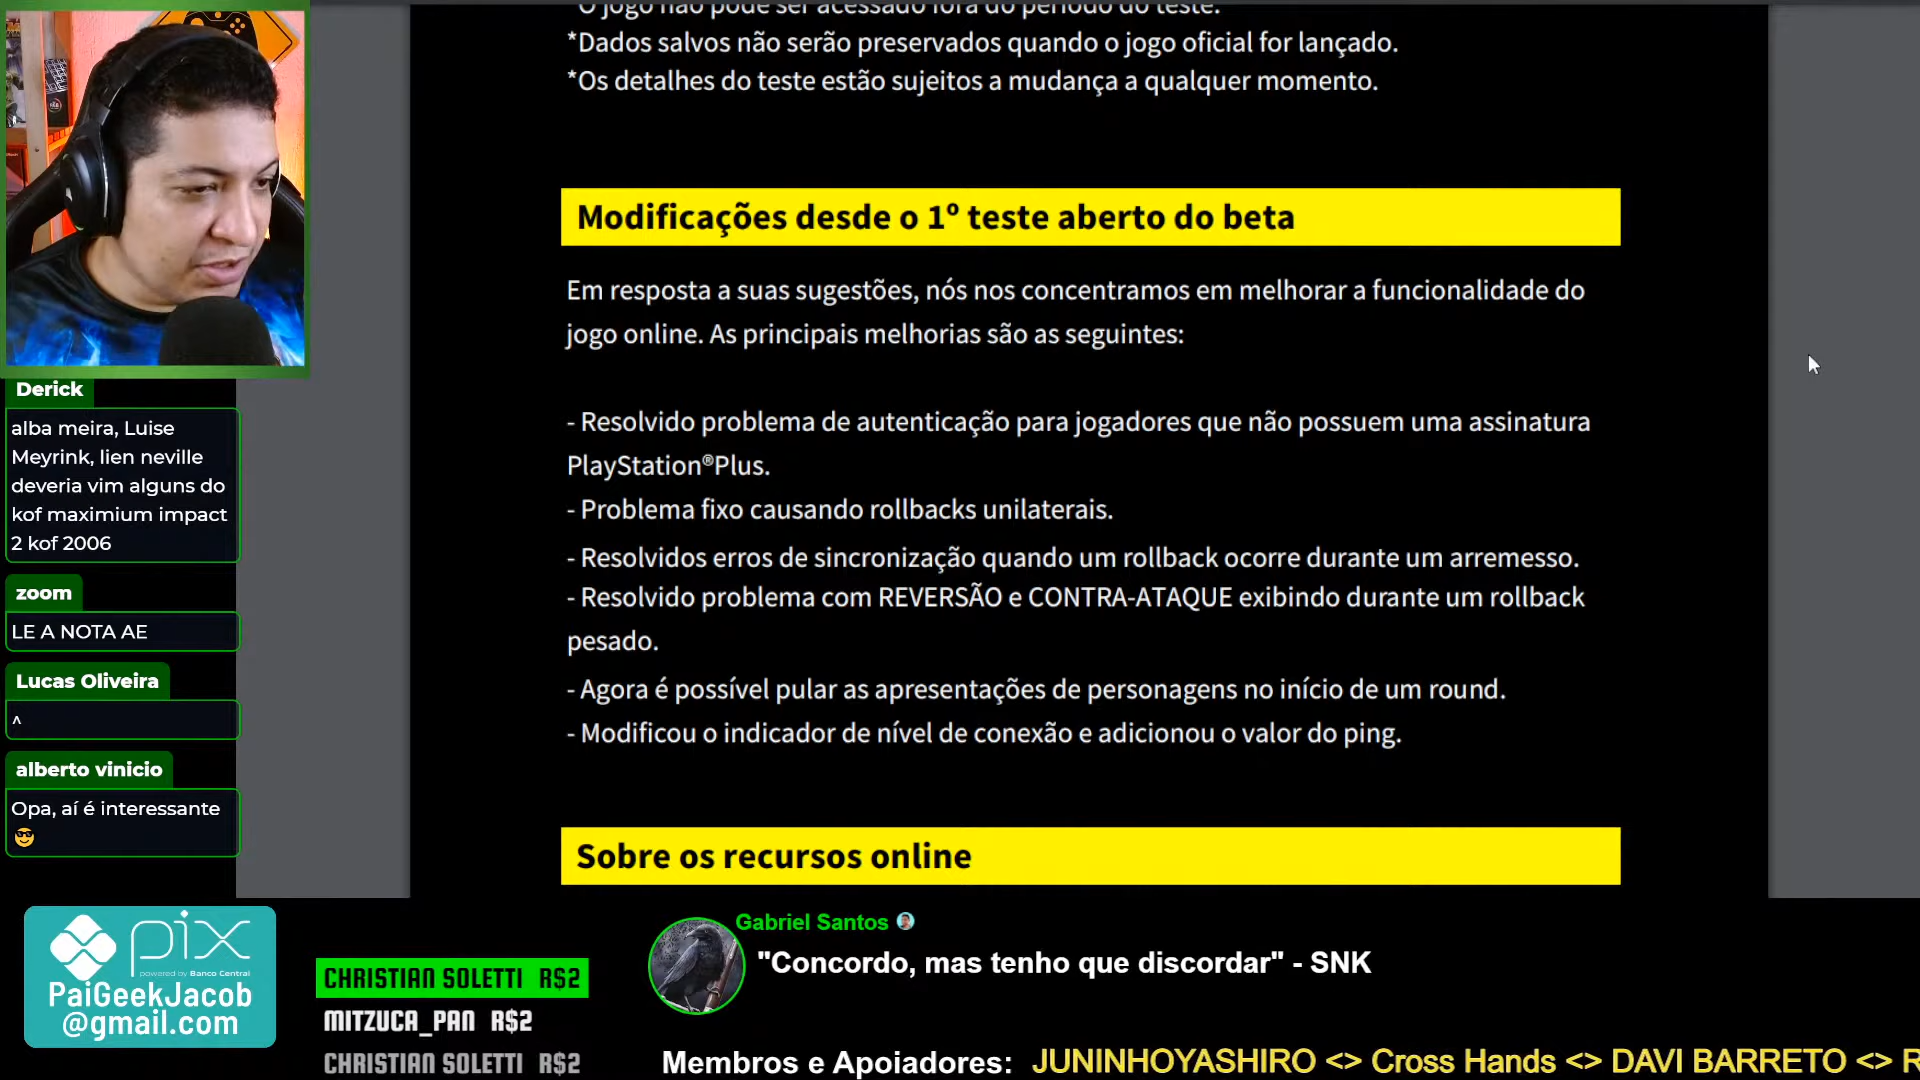 O jogo não pode ser acessado fora do período do teste.
*Dados salvos não serão preservados quando o jogo oficial for lançado.
*Os detalhes do teste estão sujeitos a mudança a qualquer momento.
Modificações desde o 1º teste aberto do beta
Em resposta a suas sugestões, nós nos concentramos em melhorar a funcionalidade do
jogo online. As principais melhorias são as seguintes:
- Resolvido problema de autenticação para jogadores que não possuem uma assinatura
PlayStation®Plus.
- Problema fixo causando rollbacks unilaterais.
- Resolvidos erros de sincronização quando um rollback ocorre durante um arremesso.
- Resolvido problema com REVERSÃO e CONTRA-ATAQUE exibindo durante um rollback
pesado.
- Agora é possível pular as apresentações de personagens no início de um round.
- Modificou o indicador de nível de conexão e adicionou o valor do ping.
Sobre os recursos online
Derick
alba meira, Luise
Meyrink, lien neville
deveria vim alguns do
kof maximium impact
2 kof 2006
zoom
LE A NOTA AE
Lucas Oliveira
^
alberto vinicio
Opa, aí é interessante
😎
pix
powered by Banco Central
PaiGeekJacob
@gmail.com
CHRISTIAN SOLETTI R$2
MITZUCA_PAN R$2
CHRISTIAN SOLETTI R$2
Gabriel Santos
"Concordo, mas tenho que discordar" - SNK
Membros e Apoiadores: JUNINHOYASHIRO <> Cross Hands <> DAVI BARRETO <> R